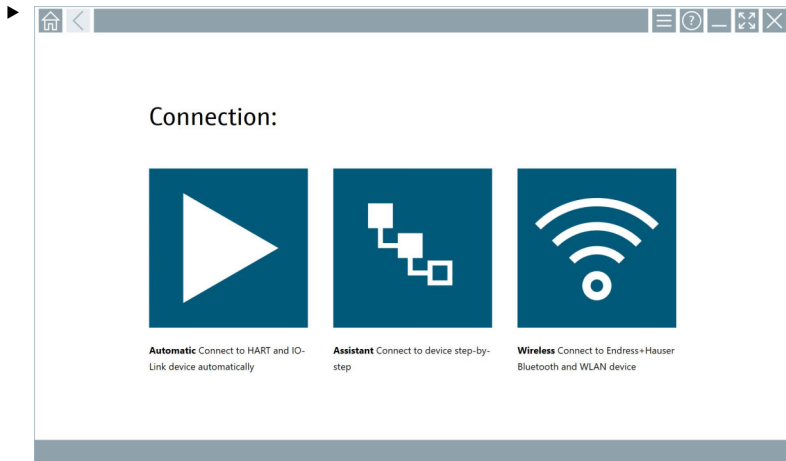 Connection:
Automatic Connect to HART and IO-
Link device automatically
Assistant Connect to device step-by-
step
Wireless Connect to Endress+Hauser
Bluetooth and WLAN device